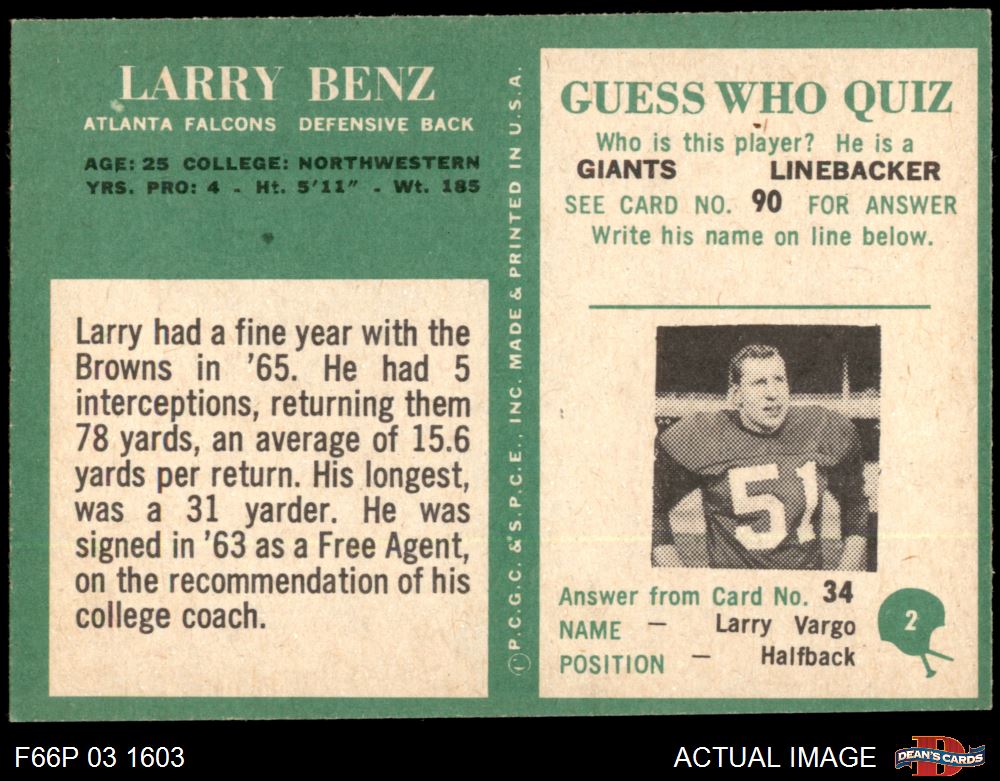 LARRY BENZ
ATLANTA FALCONS DEFENSIVE BACK
AGE: 25 COLLEGE: NORTHWESTERN
YRS. PRO: 4 - Ht. 5'11" - Wt. 185
Larry had a fine year with the
Browns in '65. He had 5
interceptions, returning them
78 yards, an average of 15.6
yards per return. His longest,
was a 31 yarder. He was
signed in '63 as a Free Agent,
on the recommendation of his
college coach.
Ⓒ P.C.G.C. & S.P.C.E., INC. MADE & PRINTED IN U.S.A.
GUESS WHO QUIZ
Who is this player? He is a
GIANTS LINEBACKER
SEE CARD NO. 90 FOR ANSWER
Write his name on line below.
51
Answer from Card No. 34
NAME — Larry Vargo
POSITION — Halfback
2
F66P 03 1603
ACTUAL IMAGE
D
DEAN'S CARDS